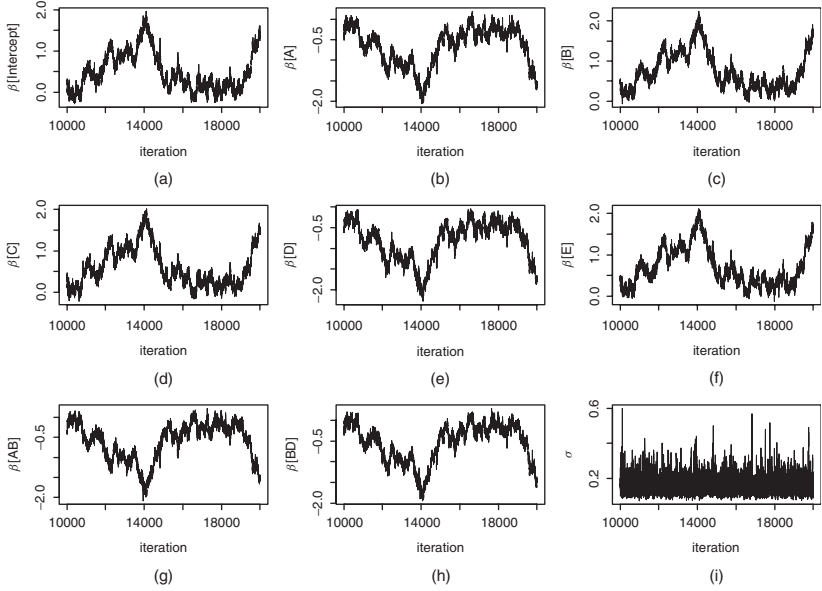 β[Intercept]
2.0
1.0
0.0
10000 14000 18000
iteration
(a)
β[A]
−0.5
−2.0
10000 14000 18000
iteration
(b)
β[B]
2.0
1.0
0.0
10000 14000 18000
iteration
(c)
β[C]
2.0
1.0
0.0
10000 14000 18000
iteration
(d)
β[D]
−0.5
−2.0
10000 14000 18000
iteration
(e)
β[E]
2.0
1.0
0.0
10000 14000 18000
iteration
(f)
β[AB]
−0.5
−2.0
10000 14000 18000
iteration
(g)
β[BD]
−0.5
−2.0
10000 14000 18000
iteration
(h)
σ
0.6
0.2
10000 14000 18000
iteration
(i)